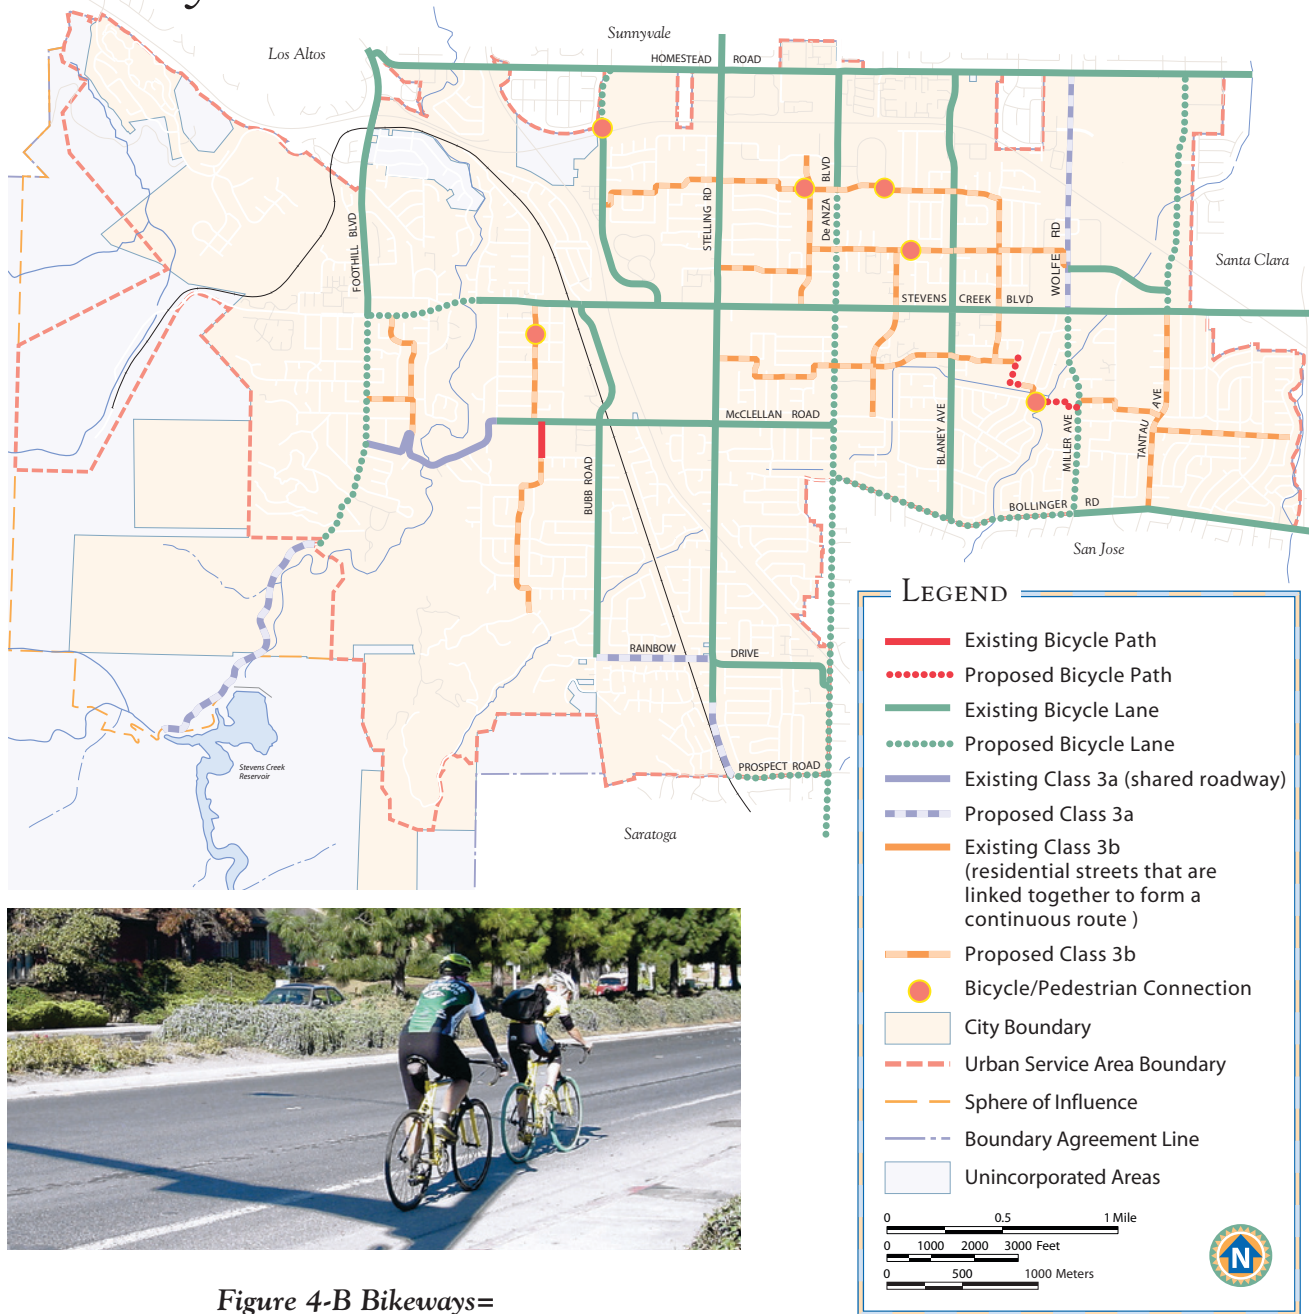 Los Altos
Sunnyvale
HOMESTEAD ROAD
FOOTHILL BLVD
STELLING RD
De ANZA BLVD
WOLFE RD
Santa Clara
STEVENS CREEK BLVD
McCLELLAN ROAD
BUBB ROAD
BLANEY AVE
MILLER AVE
TANTAU AVE
BOLLINGER RD
San Jose
RAINBOW DRIVE
PROSPECT ROAD
Stevens Creek
Reservoir
Saratoga
LEGEND
Existing Bicycle Path
Proposed Bicycle Path
Existing Bicycle Lane
Proposed Bicycle Lane
Existing Class 3a (shared roadway)
Proposed Class 3a
Existing Class 3b
(residential streets that are
linked together to form a
continuous route )
Proposed Class 3b
Bicycle/Pedestrian Connection
City Boundary
Urban Service Area Boundary
Sphere of Influence
Boundary Agreement Line
Unincorporated Areas
0 0.5 1 Mile
0 1000 2000 3000 Feet
0 500 1000 Meters
N
Figure 4-B Bikeways=